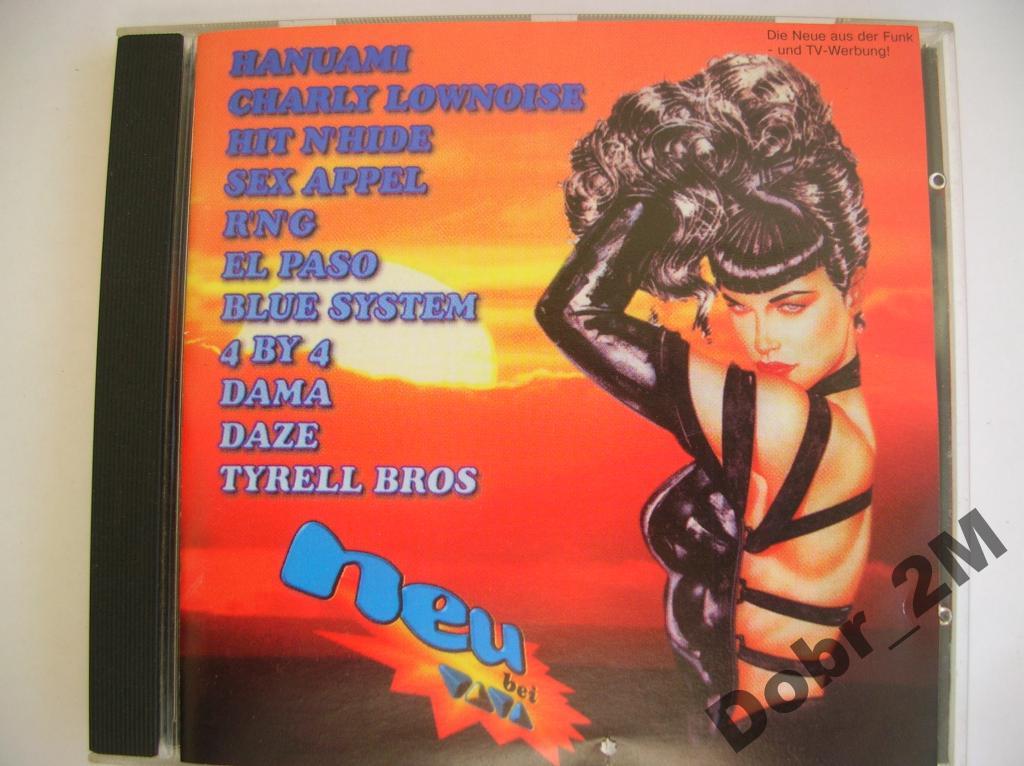 Die Neue aus der Funk
- und TV-Werbung!
HANUAMI
CHARLY LOWNOISE
HIT N'HIDE
SEX APPEL
R'N'G
EL PASO
BLUE SYSTEM
4 BY 4
DAMA
DAZE
TYRELL BROS
neu
bei
VIVA
Dobr_2M